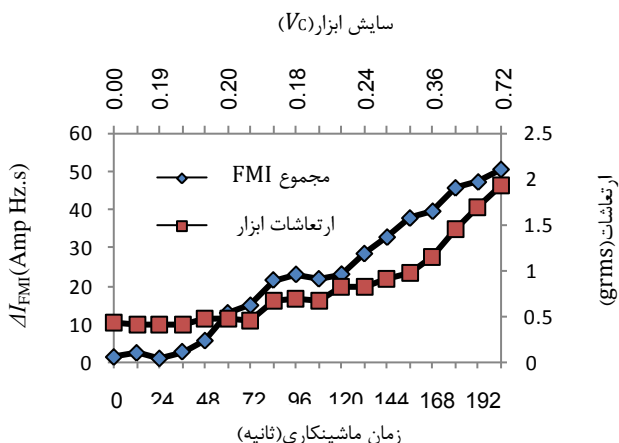 سایش ابزار(VC)
0.00 0.19 0.20 0.18 0.24 0.36 0.72
60 50 40 30 20 10 0
ΔIFMI(Amp Hz.s)
مجموع FMI
ارتعاشات ابزار
2.5 2 1.5 1 0.5 0
ارتعاشات(grms)
0 24 48 72 96 120 144 168 192
زمان ماشینکاری(ثانیه)